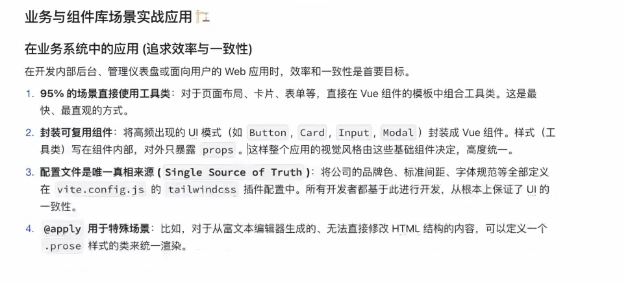 业务与组件库场景实战应用🏗️
在业务系统中的应用 (追求效率与一致性)
在开发内部后台、管理仪表盘或面向用户的 Web 应用时，效率和一致性是首要目标。
1. 95% 的场景直接使用工具类：对于页面布局、卡片、表单等，直接在 Vue 组件的模板中组合工具类。这是最
快、最直观的方式。
2. 封装可复用组件：将高频出现的 UI 模式（如 Button , Card , Input , Modal ）封装成 Vue 组件。样式（工
具类）写在组件内部，对外只暴露 props 。这样整个应用的视觉风格由这些基础组件决定，高度统一。
3. 配置文件是唯一真相来源 ( Single Source of Truth )：将公司的品牌色、标准间距、字体规范等全部定义
在 vite.config.js 的 tailwindcss 插件配置中。所有开发者都基于此进行开发，从根本上保证了 UI 的
一致性。
4. @apply 用于特殊场景：比如，对于从富文本编辑器生成的、无法直接修改 HTML 结构的内容，可以定义一个
.prose 样式的类来统一渲染。